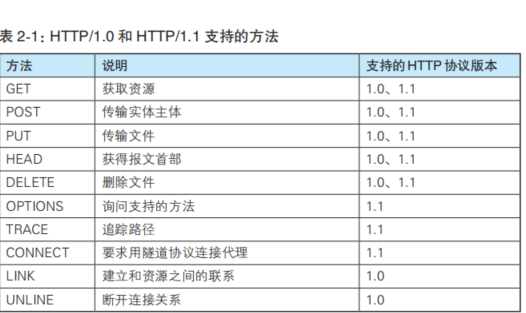 表 2-1：HTTP/1.0 和 HTTP/1.1 支持的方法
方法 说明 支持的 HTTP 协议版本
GET 获取资源 1.0、1.1
POST 传输实体主体 1.0、1.1
PUT 传输文件 1.0、1.1
HEAD 获得报文首部 1.0、1.1
DELETE 删除文件 1.0、1.1
OPTIONS 询问支持的方法 1.1
TRACE 追踪路径 1.1
CONNECT 要求用隧道协议连接代理 1.1
LINK 建立和资源之间的联系 1.0
UNLINE 断开连接关系 1.0